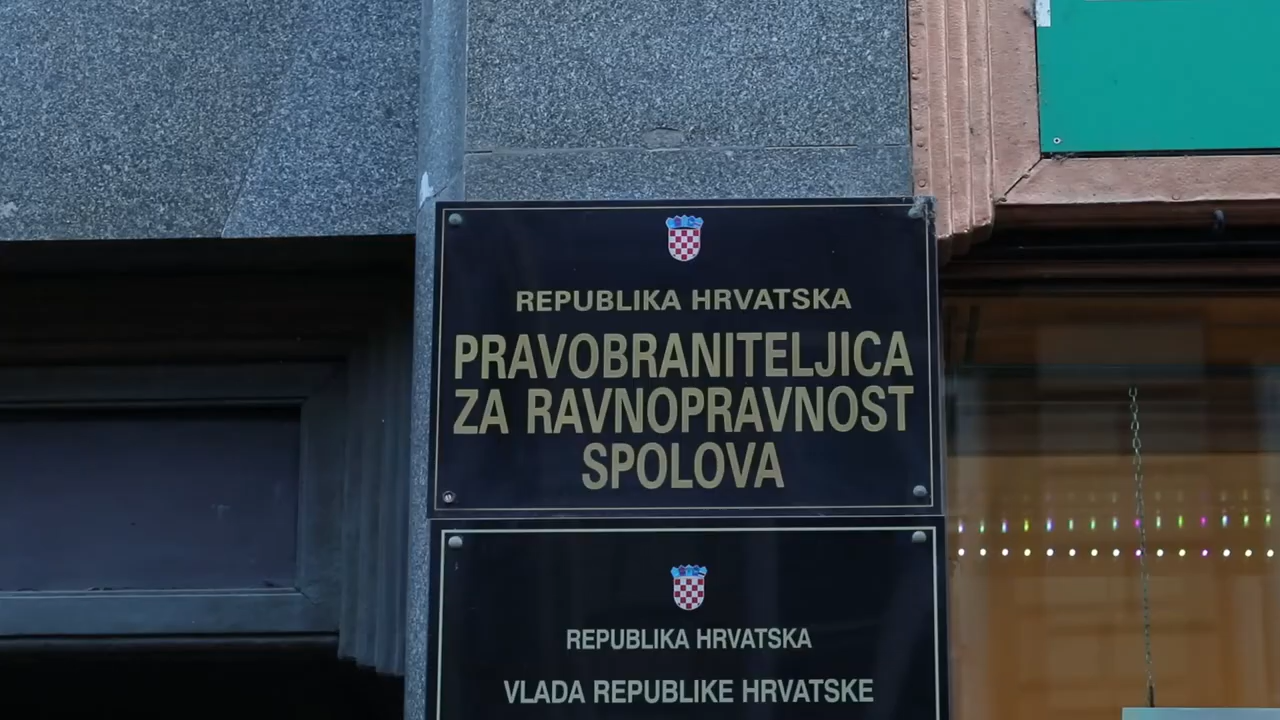 REPUBLIKA HRVATSKA
PRAVOBRANITELJICA
ZA RAVNOPRAVNOST
SPOLOVA
REPUBLIKA HRVATSKA
VLADA REPUBLIKE HRVATSKE